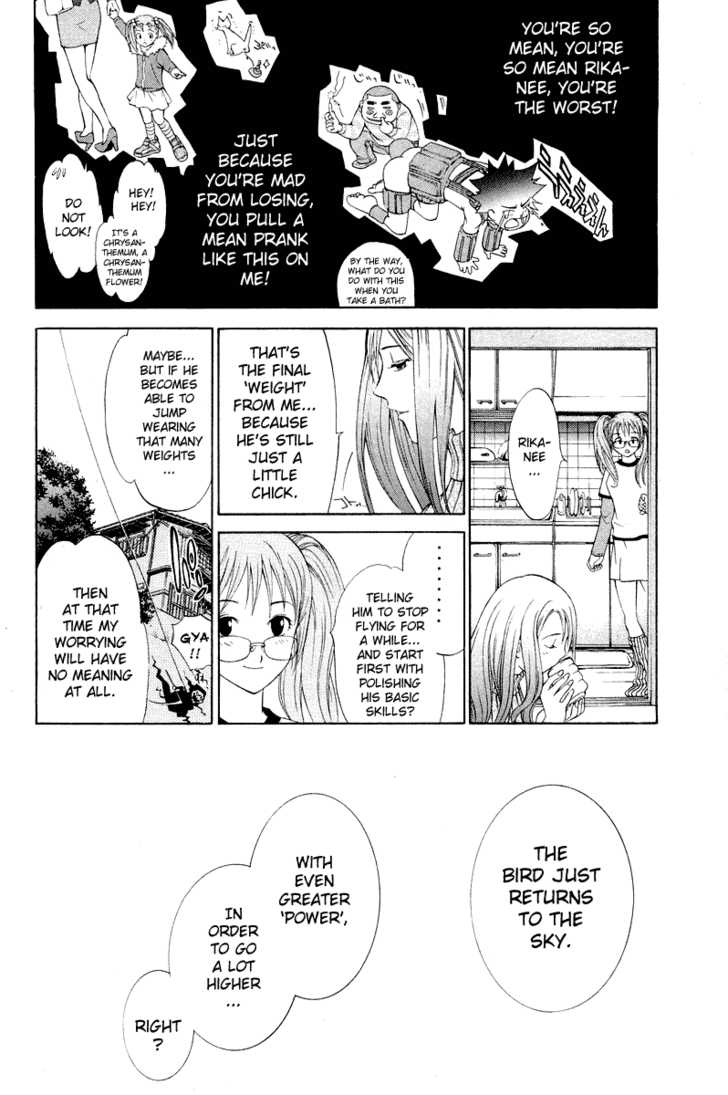 YOU'RE SO
MEAN, YOU'RE
SO MEAN RIKA-
NEE, YOU'RE
THE WORST!
JUST
BECAUSE
YOU'RE MAD
FROM LOSING,
YOU PULL A
MEAN PRANK
LIKE THIS ON
ME!
BY THE WAY,
WHAT DO YOU
DO WITH THIS
WHEN YOU
TAKE A BATH?
HEY!
HEY!
IT'S A
CHRYSAN-
THEMUM, A
CHRYSAN-
THEMUM
FLOWER!
DO
NOT
LOOK!
RIKA-
NEE
...
THAT'S
THE FINAL
'WEIGHT'
FROM ME...
BECAUSE
HE'S STILL
JUST A
LITTLE
CHICK.
TELLING
HIM TO STOP
FLYING FOR
A WHILE...
AND START
FIRST WITH
POLISHING
HIS BASIC
SKILLS?
MAYBE...
BUT IF HE
BECOMES
ABLE TO
JUMP
WEARING
THAT MANY
WEIGHTS
...
GYA
!!
THEN
AT THAT
TIME MY
WORRYING
WILL HAVE
NO MEANING
AT ALL.
THE
BIRD JUST
RETURNS
TO THE
SKY.
WITH
EVEN
GREATER
'POWER',
IN
ORDER
TO GO
A LOT
HIGHER
...
RIGHT
?